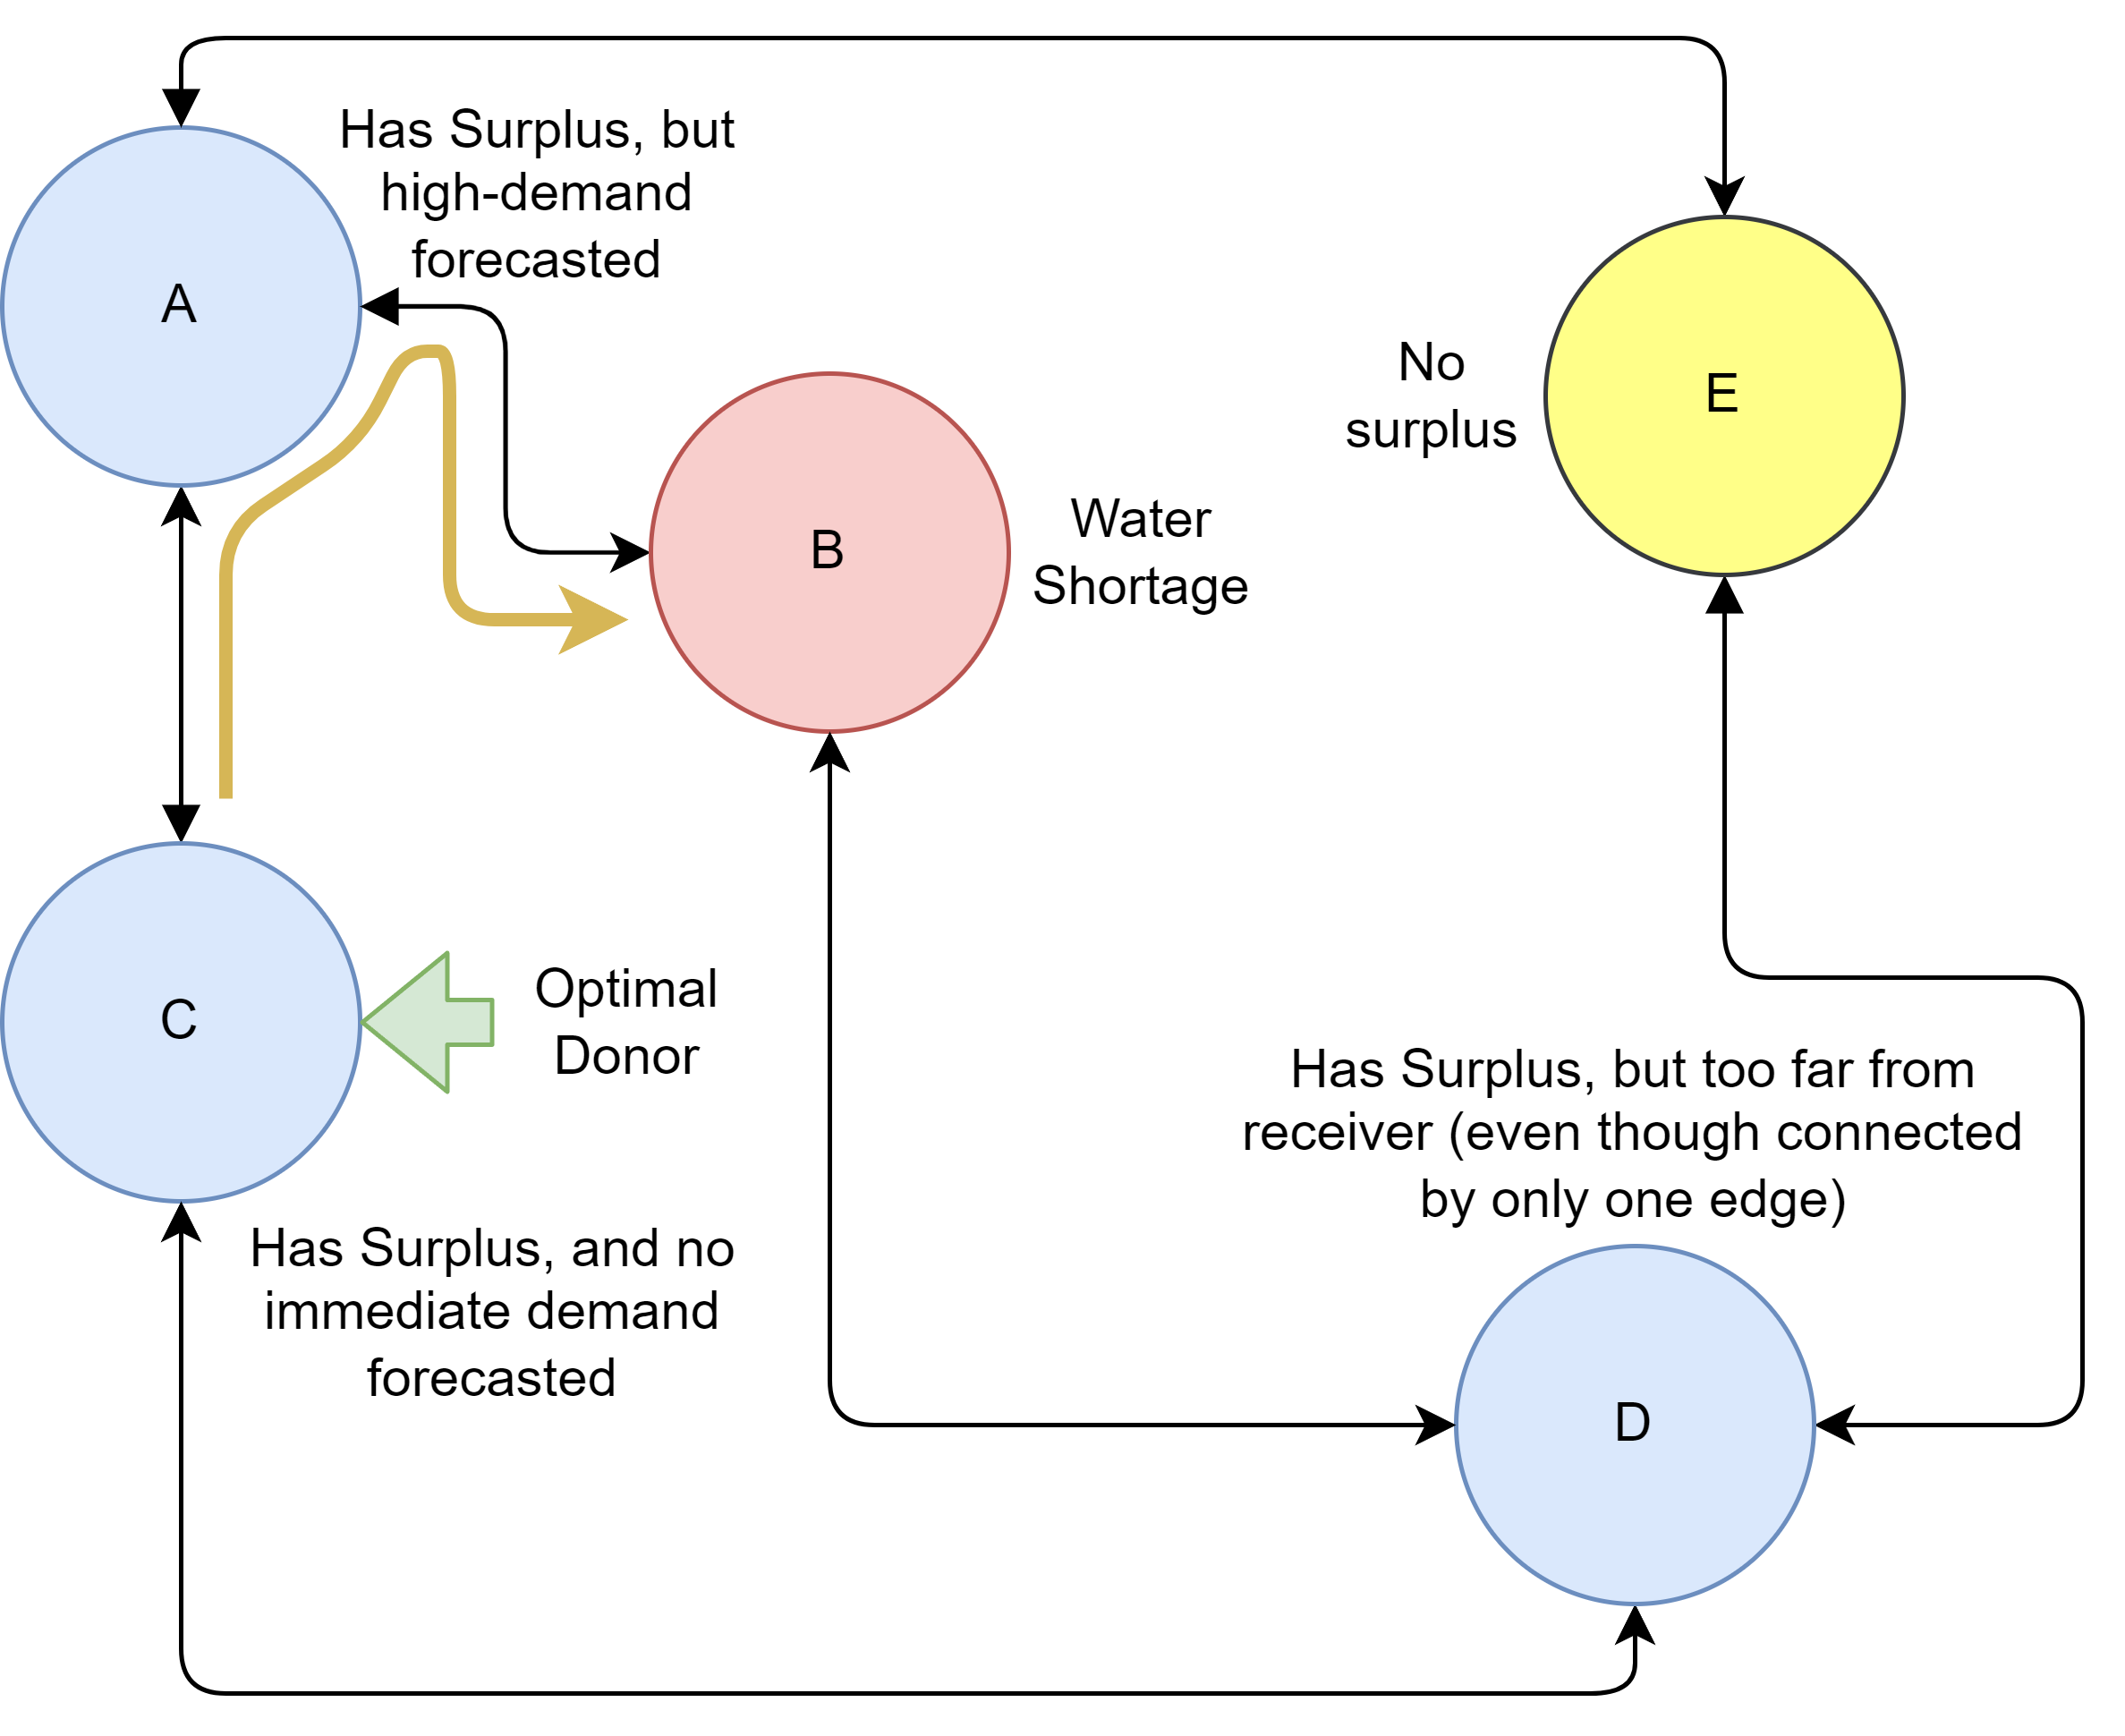 Has Surplus, but
high-demand
forecasted
A
No
surplus
E
Water
Shortage
B
Optimal
Donor
C
Has Surplus, but too far from
receiver (even though connected
by only one edge)
Has Surplus, and no
immediate demand
forecasted
D